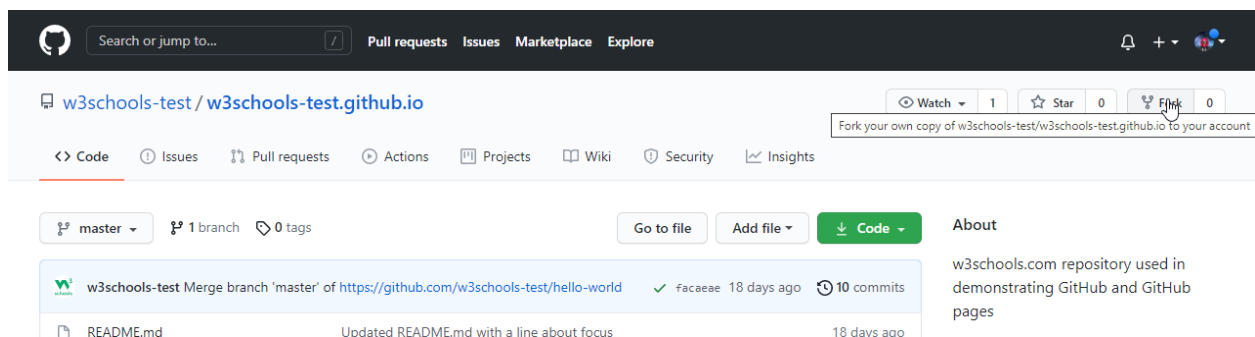 Search or jump to... /
Pull requests Issues Marketplace Explore
w3schools-test / w3schools-test.github.io
Watch 1 Star 0 Fork 0
Fork your own copy of w3schools-test/w3schools-test.github.io to your account
<> Code Issues Pull requests Actions Projects Wiki Security Insights
master 1 branch 0 tags Go to file Add file Code
About
w3schools.com repository used in
demonstrating GitHub and GitHub
pages
w3schools-test Merge branch 'master' of https://github.com/w3schools-test/hello-world facaeae 18 days ago 10 commits
README.md Updated README.md with a line about focus 18 days ago